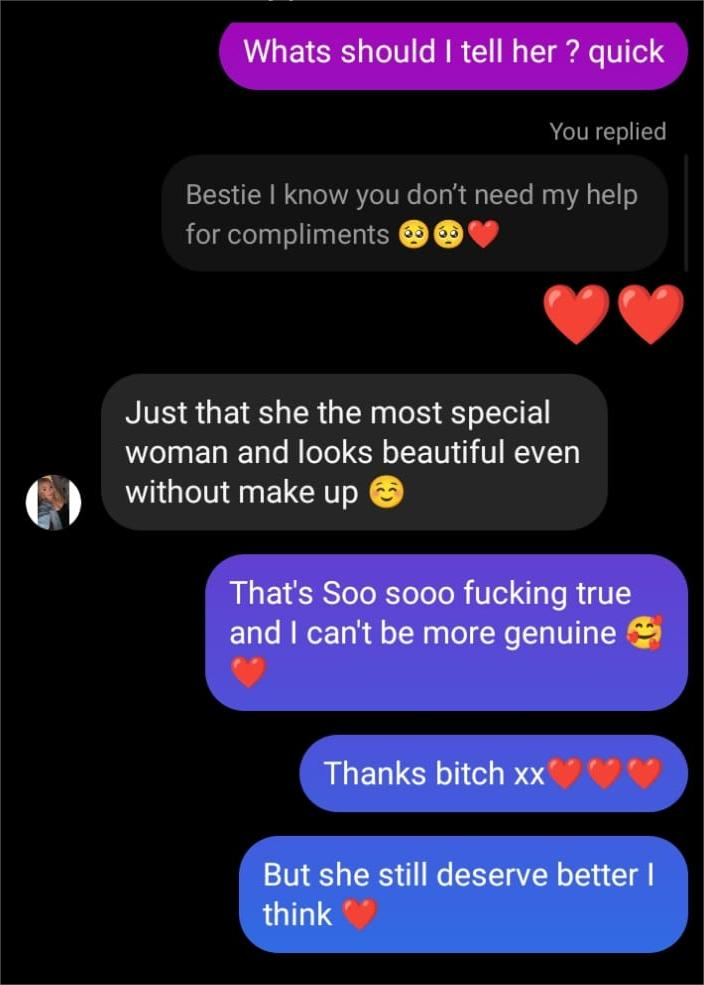 Whats should I tell her ? quick
You replied
Bestie I know you don’t need my help
for compliments 🥺🥺❤️
❤️❤️
Just that she the most special
woman and looks beautiful even
without make up ☺️
That's Soo sooo fucking true
and I can't be more genuine 🥰
❤️
Thanks bitch xx❤️❤️❤️
But she still deserve better I
think ❤️